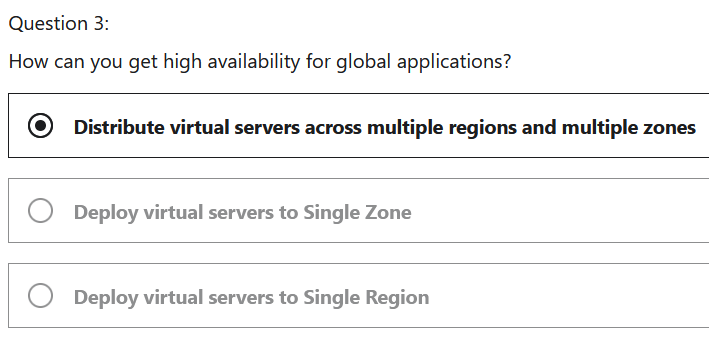 Question 3:
How can you get high availability for global applications?
Distribute virtual servers across multiple regions and multiple zones
Deploy virtual servers to Single Zone
Deploy virtual servers to Single Region